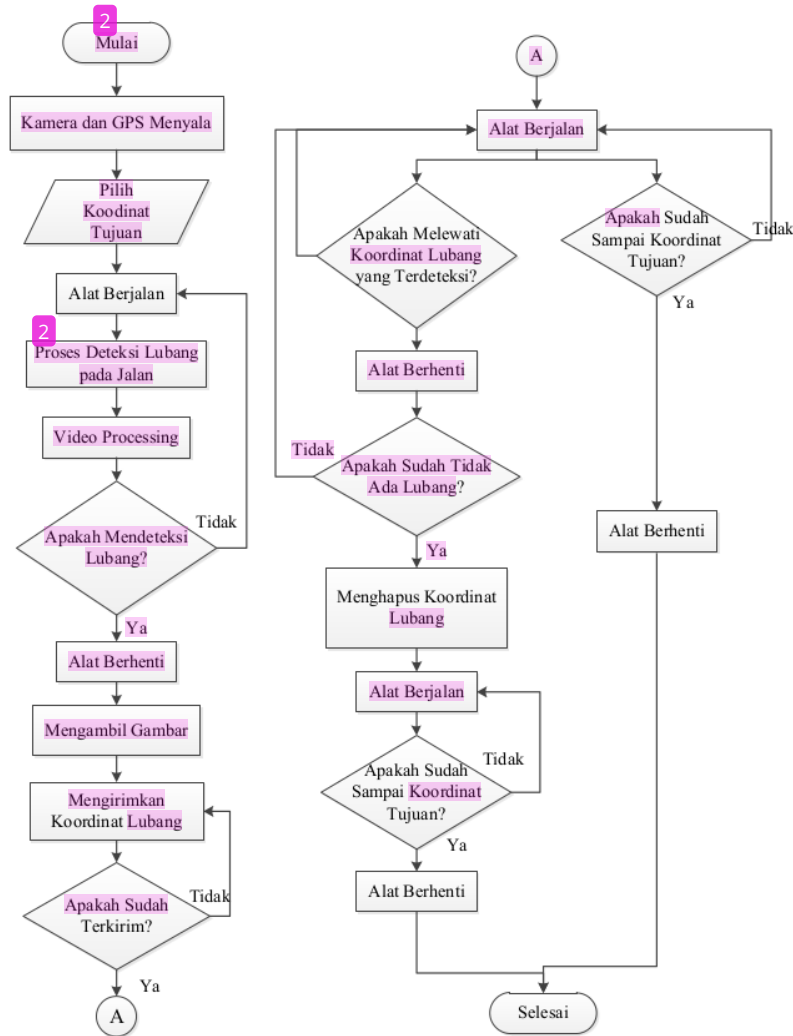 2
Mulai
Kamera dan GPS Menyala
Pilih
Koodinat
Tujuan
Alat Berjalan
2
Proses Deteksi Lubang
pada Jalan
Video Processing
Apakah Mendeteksi
Lubang?
Tidak
Ya
Alat Berhenti
Mengambil Gambar
Mengirimkan
Koordinat Lubang
Apakah Sudah
Terkirim?
Tidak
Ya
A
A
Alat Berjalan
Apakah Melewati
Koordinat Lubang
yang Terdeteksi?
Apakah Sudah
Sampai Koordinat
Tujuan?
Tidak
Ya
Alat Berhenti
Tidak
Apakah Sudah Tidak
Ada Lubang?
Ya
Alat Berhenti
Menghapus Koordinat
Lubang
Alat Berjalan
Apakah Sudah
Sampai Koordinat
Tujuan?
Tidak
Ya
Alat Berhenti
Selesai